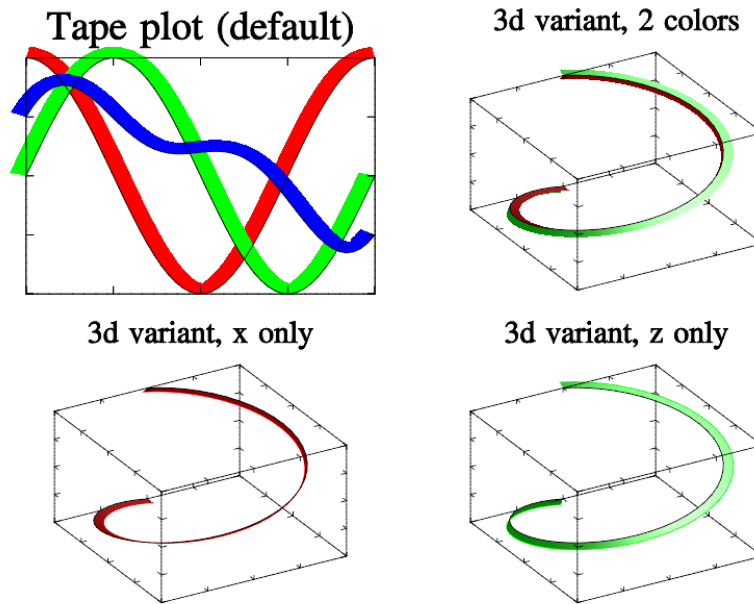 Tape plot (default)
3d variant, 2 colors
3d variant, x only
3d variant, z only